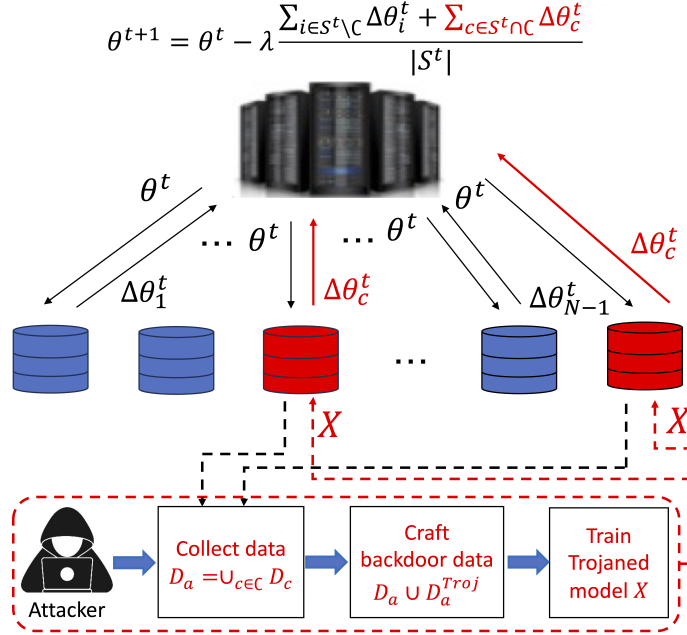 θ^{t+1} = θ^t − λ (∑_{i∈S^t\∁} Δθ_i^t + ∑_{c∈S^t∩∁} Δθ_c^t) / |S^t|
θ^t
θ^t
... θ^t
... θ^t
Δθ_c^t
Δθ_1^t
Δθ_c^t
Δθ_{N−1}^t
...
X
X
Collect data
D_a =∪_{c∈∁} D_c
Craft
backdoor data
D_a ∪ D_a^{Troj}
Train
Trojaned
model X
Attacker